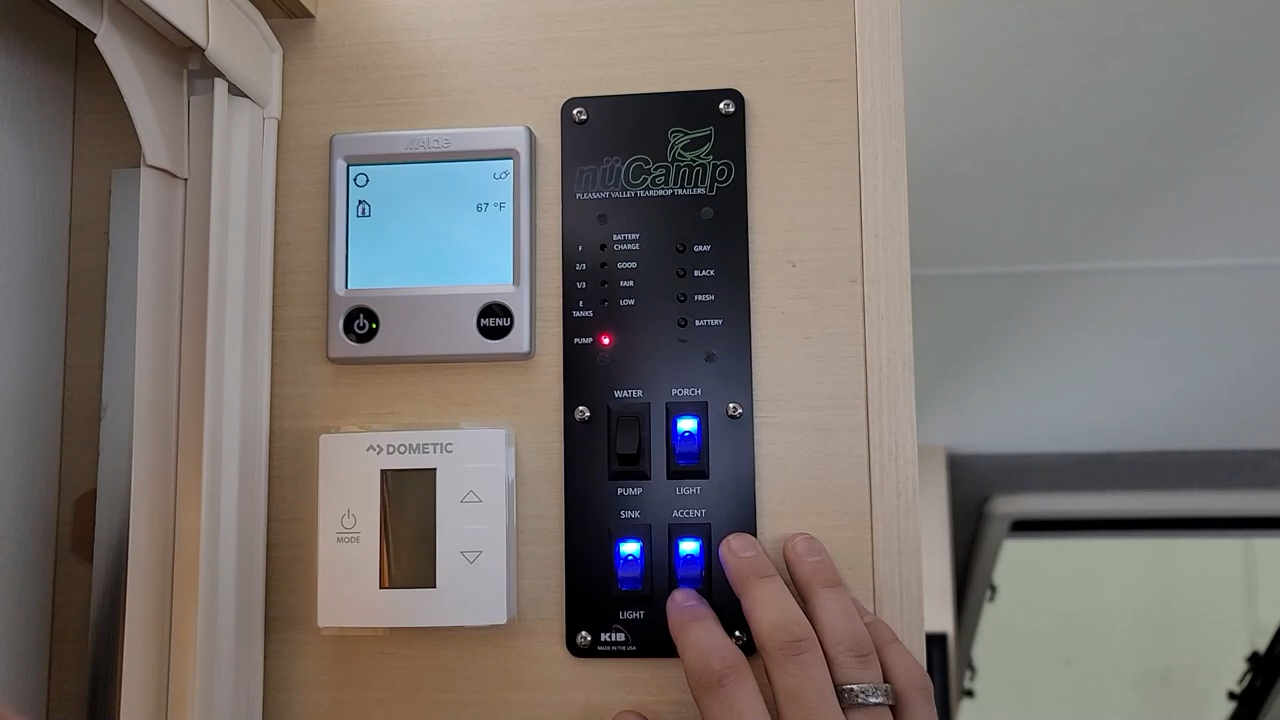 Alde
67 °F
MENU
DOMETIC
MODE
nüCamp
PLEASANT VALLEY TEARDROP TRAILERS
BATTERY
F CHARGE GRAY
2/3 GOOD BLACK
1/3 FAIR FRESH
E LOW
TANKS BATTERY
PUMP
WATER PORCH
PUMP LIGHT
SINK ACCENT
LIGHT
KIB
MADE IN THE USA